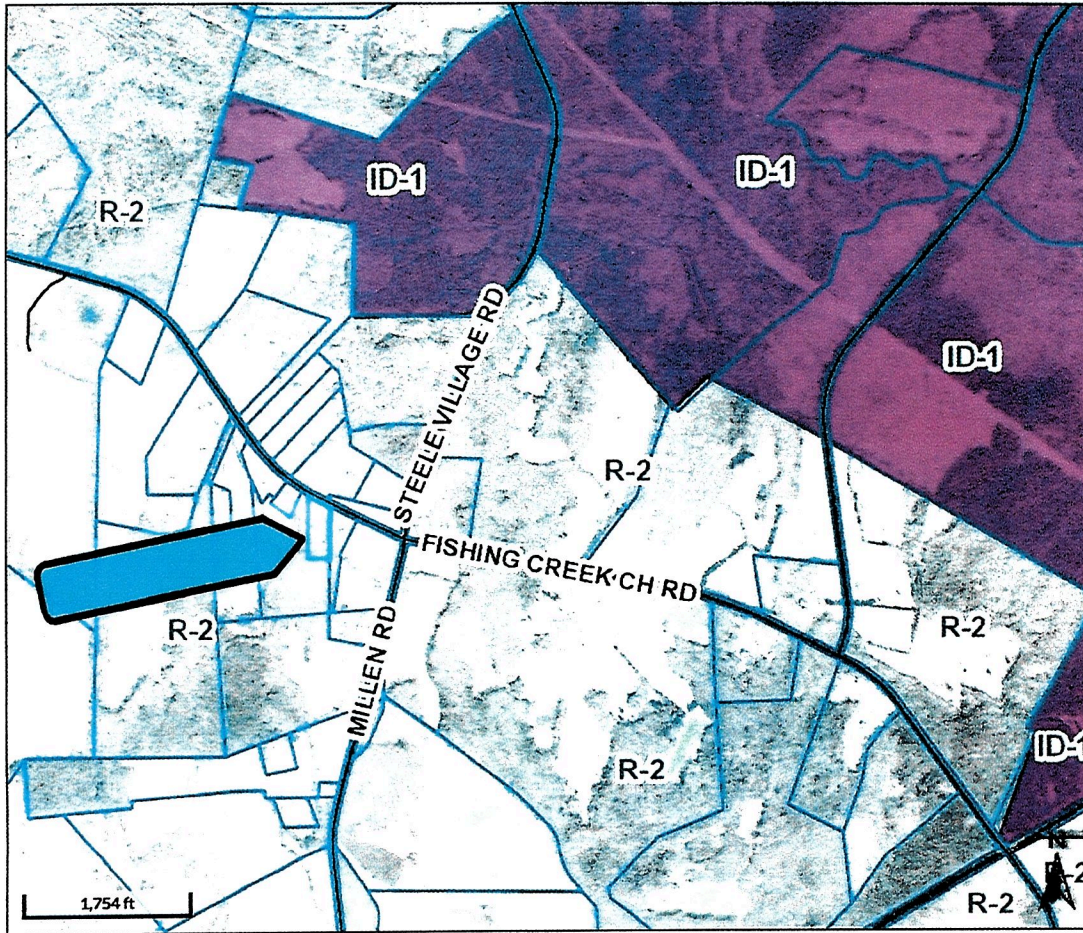 ID-1
ID-1
R-2
STEELE VILLAGE RD
ID-1
R-2
FISHING CREEK CH RD
R-2
R-2
MILLEN RD
ID-1
R-2
N
R-2
R-2
1,754 ft